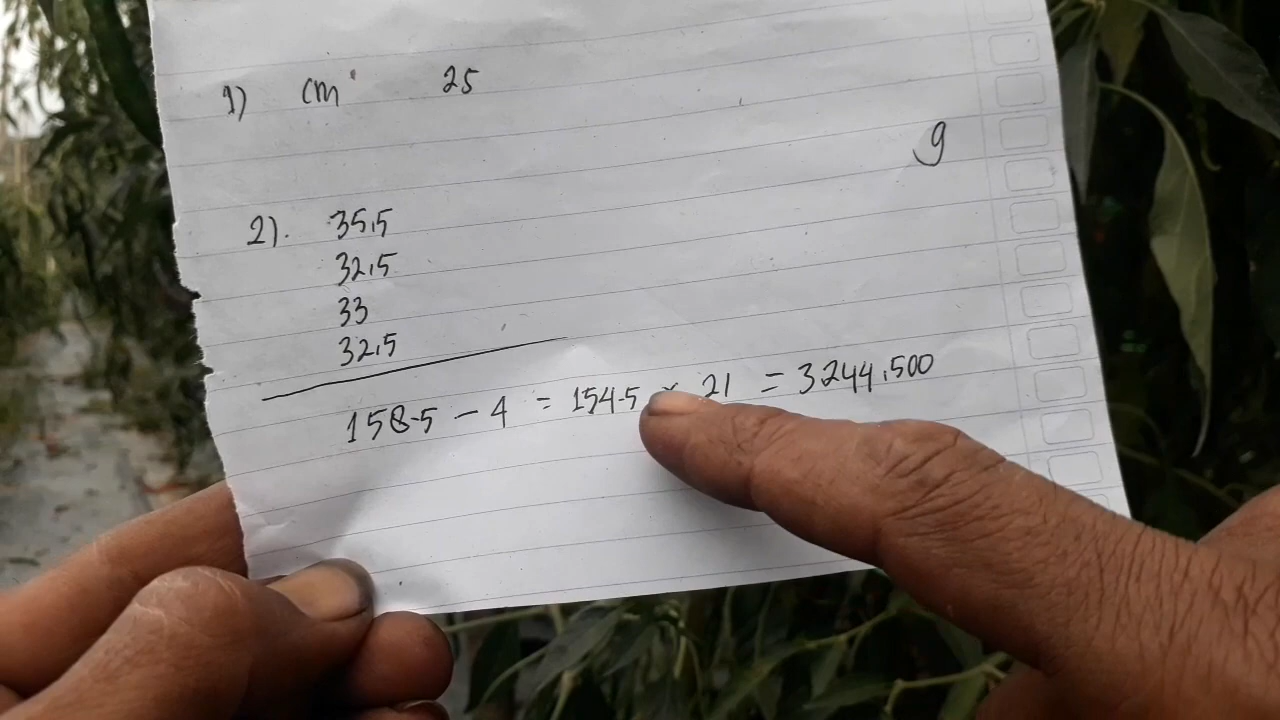 1) cm 25
g
2). 35,5
32,5
33
32,5
158.5 - 4 = 154.5 × 21 = 3244,500